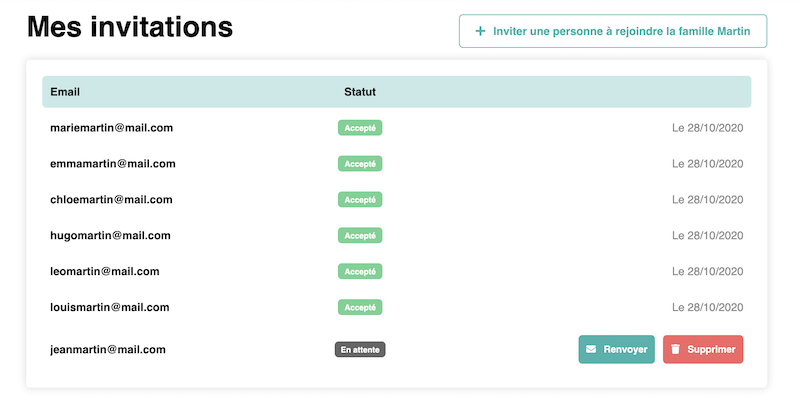 Mes invitations
Inviter une personne à rejoindre la famille Martin
Email Statut
mariemartin@mail.com Accepté Le 28/10/2020
emmamartin@mail.com Accepté Le 28/10/2020
chloemartin@mail.com Accepté Le 28/10/2020
hugomartin@mail.com Accepté Le 28/10/2020
leomartin@mail.com Accepté Le 28/10/2020
louismartin@mail.com Accepté Le 28/10/2020
jeanmartin@mail.com En attente Renvoyer Supprimer